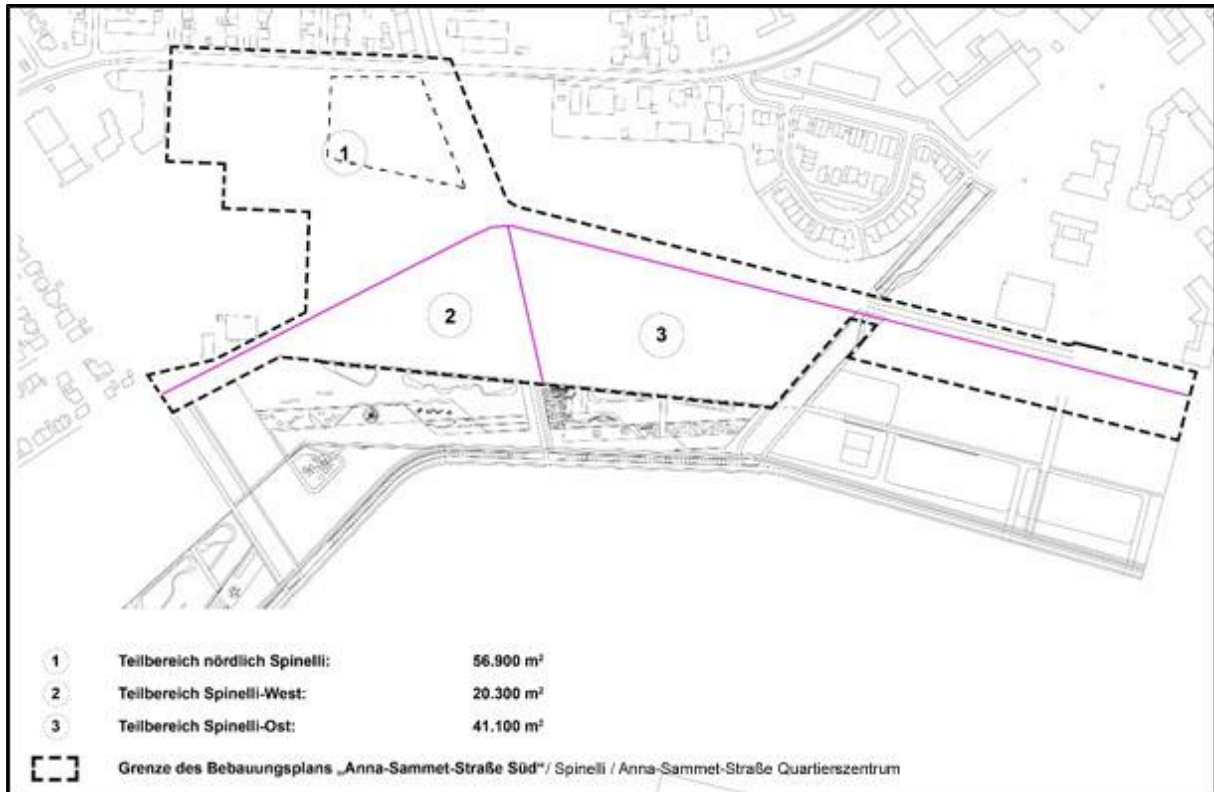 1
2
3
1 Teilbereich nördlich Spinelli: 56.900 m²
2 Teilbereich Spinelli-West: 20.300 m²
3 Teilbereich Spinelli-Ost: 41.100 m²
Grenze des Bebauungsplans „Anna-Sammet-Straße Süd"/ Spinelli / Anna-Sammet-Straße Quartierszentrum